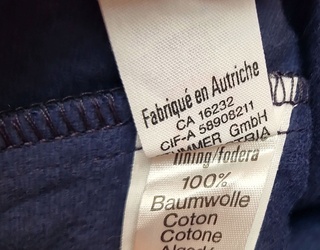 Fabriqué en Autriche
CA 16232
CIF-A 58908211
GmbH
lining/fodera
100%
Baumwolle
Coton
Cotone